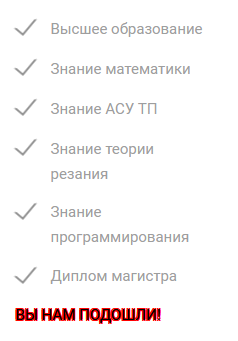 Высшее образование
Знание математики
Знание АСУ ТП
Знание теории
резания
Знание
программирования
Диплом магистра
ВЫ НАМ ПОДОШЛИ!